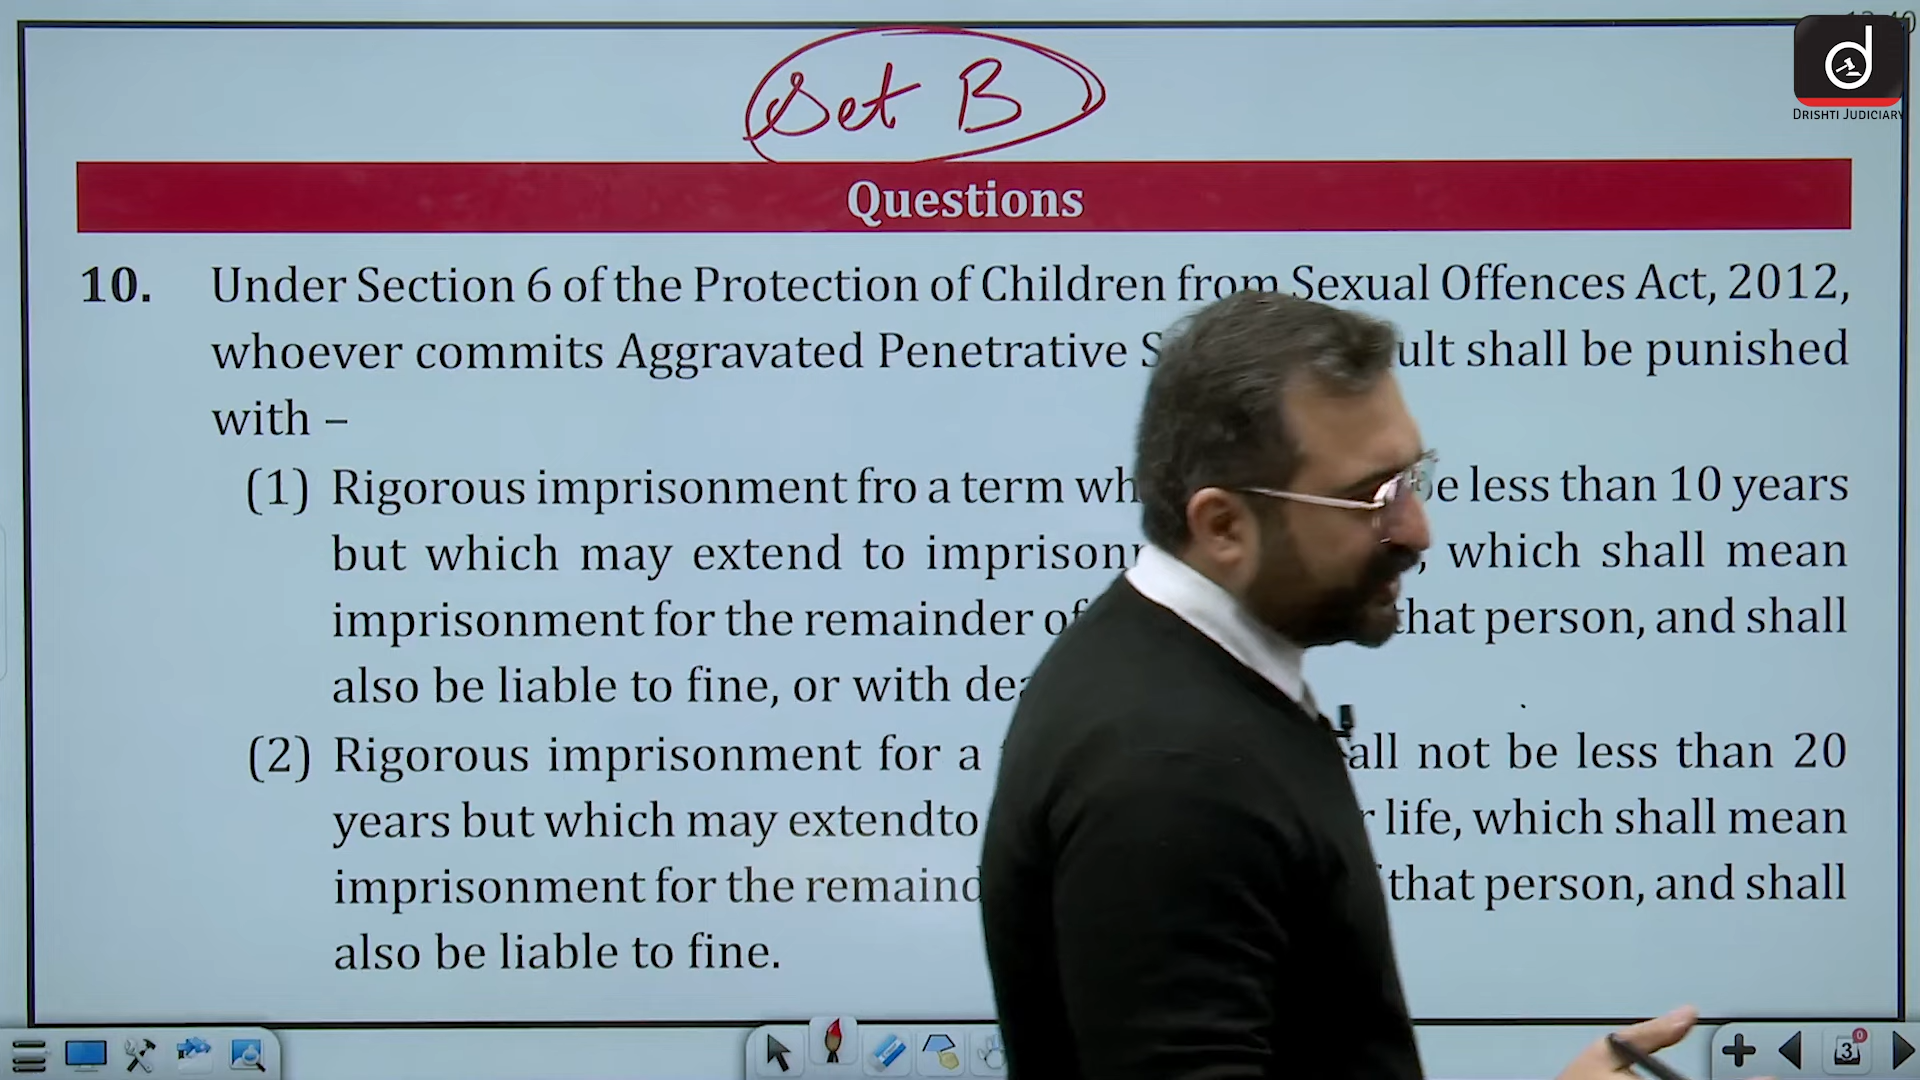 Set B
DRISHTI JUDICIARY
Questions
10. Under Section 6 of the Protection of Children from Sexual Offences Act, 2012,
whoever commits Aggravated Penetrative shall be punished
with –
(1) Rigorous imprisonment fro a term less than 10 years
but which may extend to , which shall mean
imprisonment for the remainder of that person, and shall
also be liable to fine, or with
(2) Rigorous imprisonment for a not be less than 20
years but which may extendto life, which shall mean
imprisonment for the that person, and shall
also be liable to fine.
0
3